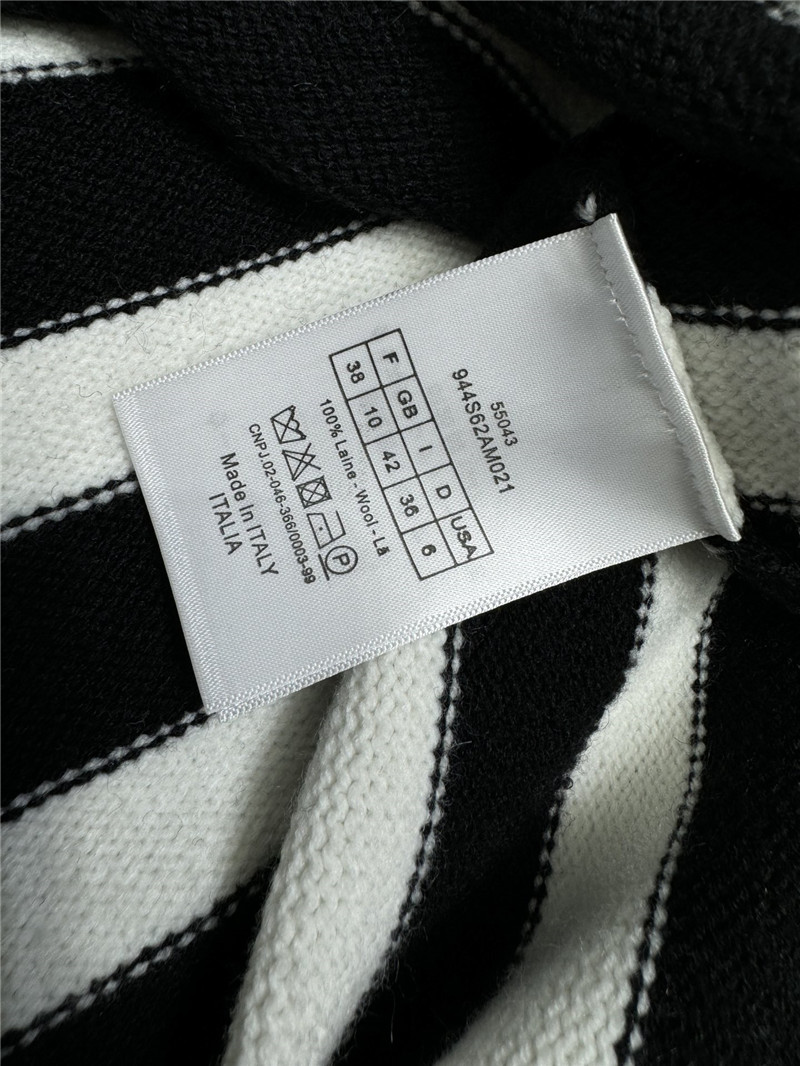 55043
944S62AM021
F GB I D USA
38 10 42 36 6
100% Laine - Wool - Lã
P
CNPJ.02-046-366/0003-99
Made In ITALY
ITALIA